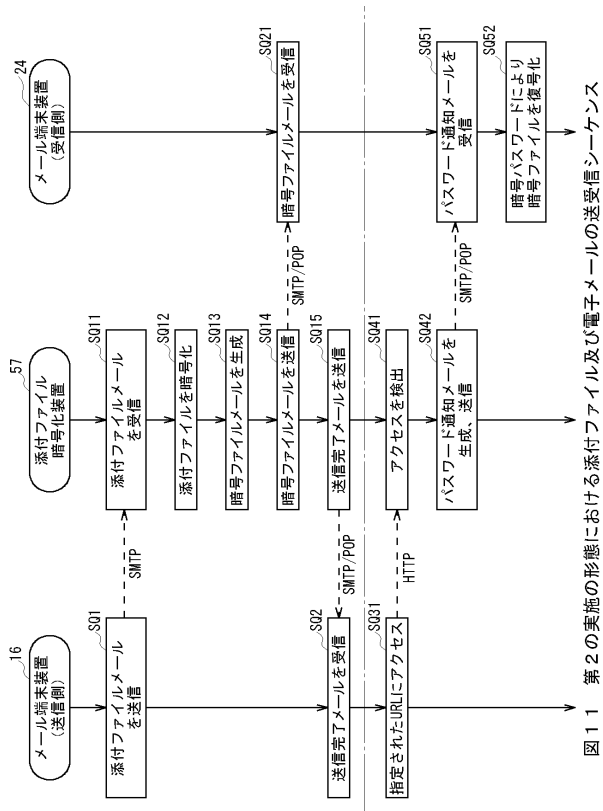 16
メール端末装置
(送信側)
57
添付ファイル
暗号化装置
24
メール端末装置
(受信側)
SQ1
添付ファイルメール
を送信
SMTP
SQ11
添付ファイルメール
を受信
SQ12
添付ファイルを暗号化
SQ13
暗号ファイルメールを生成
SQ14
暗号ファイルメールを送信
SMTP/POP
SQ21
暗号ファイルメールを受信
SQ15
送信完了メールを送信
SMTP/POP
SQ2
送信完了メールを受信
SQ31
指定されたURLにアクセス
HTTP
SQ41
アクセスを検出
SQ42
パスワード通知メールを
生成、送信
SMTP/POP
SQ51
パスワード通知メールを
受信
SQ52
暗号パスワードにより
暗号ファイルを復号化
図11 第2の実施の形態における添付ファイル及び電子メールの送受信シーケンス